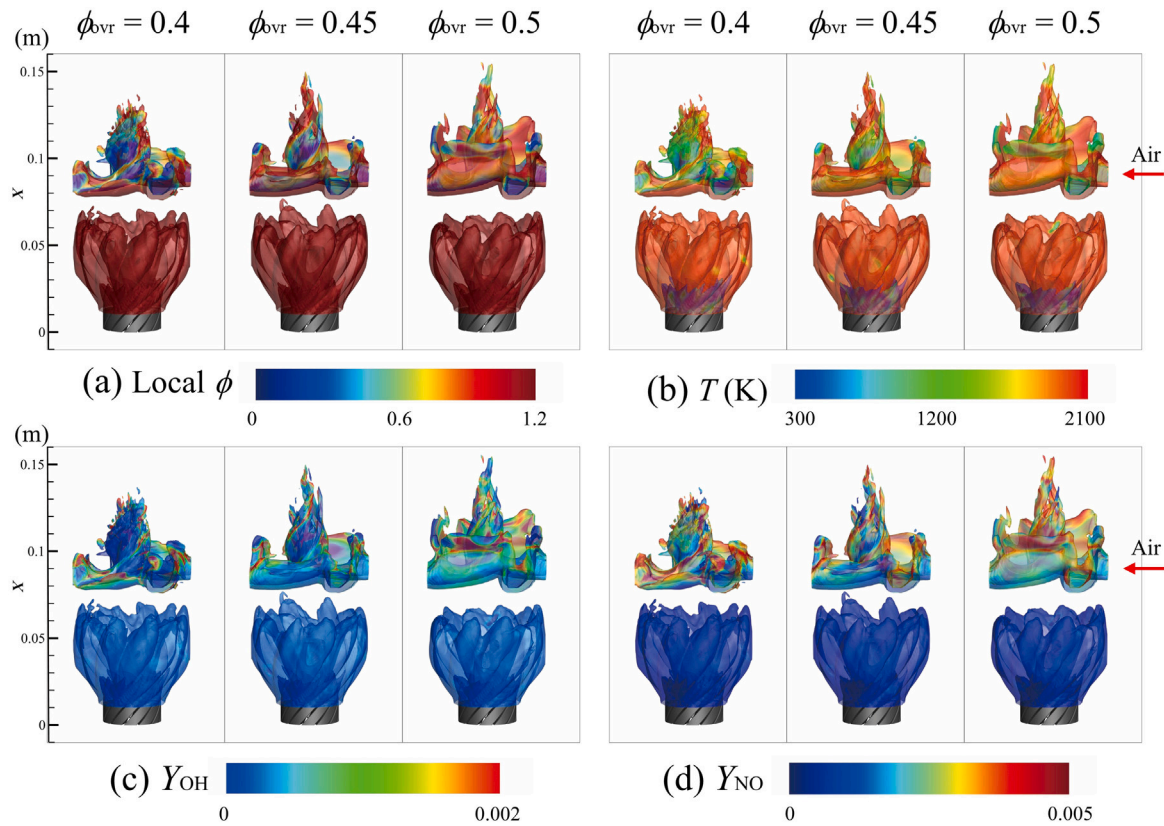 ϕovr = 0.4 ϕovr = 0.45 ϕovr = 0.5 ϕovr = 0.4 ϕovr = 0.45 ϕovr = 0.5
(m)
0.15
0.1
x
0.05
0
Air
(a) Local ϕ
0 0.6 1.2
(b) T (K)
300 1200 2100
(m)
0.15
0.1
x
0.05
0
Air
(c) YOH
0 0.002
(d) YNO
0 0.005